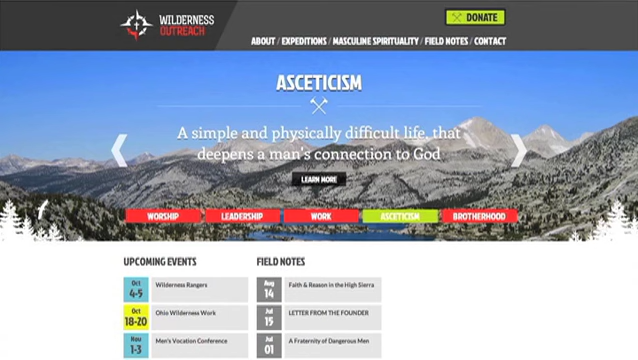 WILDERNESS
OUTREACH
DONATE
ABOUT / EXPEDITIONS / MASCULINE SPIRITUALITY / FIELD NOTES / CONTACT
ASCETICISM
A simple and physically difficult life, that
deepens a man's connection to God
LEARN MORE
WORSHIP LEADERSHIP WORK ASCETICISM BROTHERHOOD
UPCOMING EVENTS FIELD NOTES
Oct
4-5
Wilderness Rangers
Oct
18-20
Ohio Wilderness Work
Nov
1-3
Men's Vocation Conference
Aug
14
Faith & Reason in the High Sierra
Jul
15
LETTER FROM THE FOUNDER
Jul
01
A Fraternity of Dangerous Men